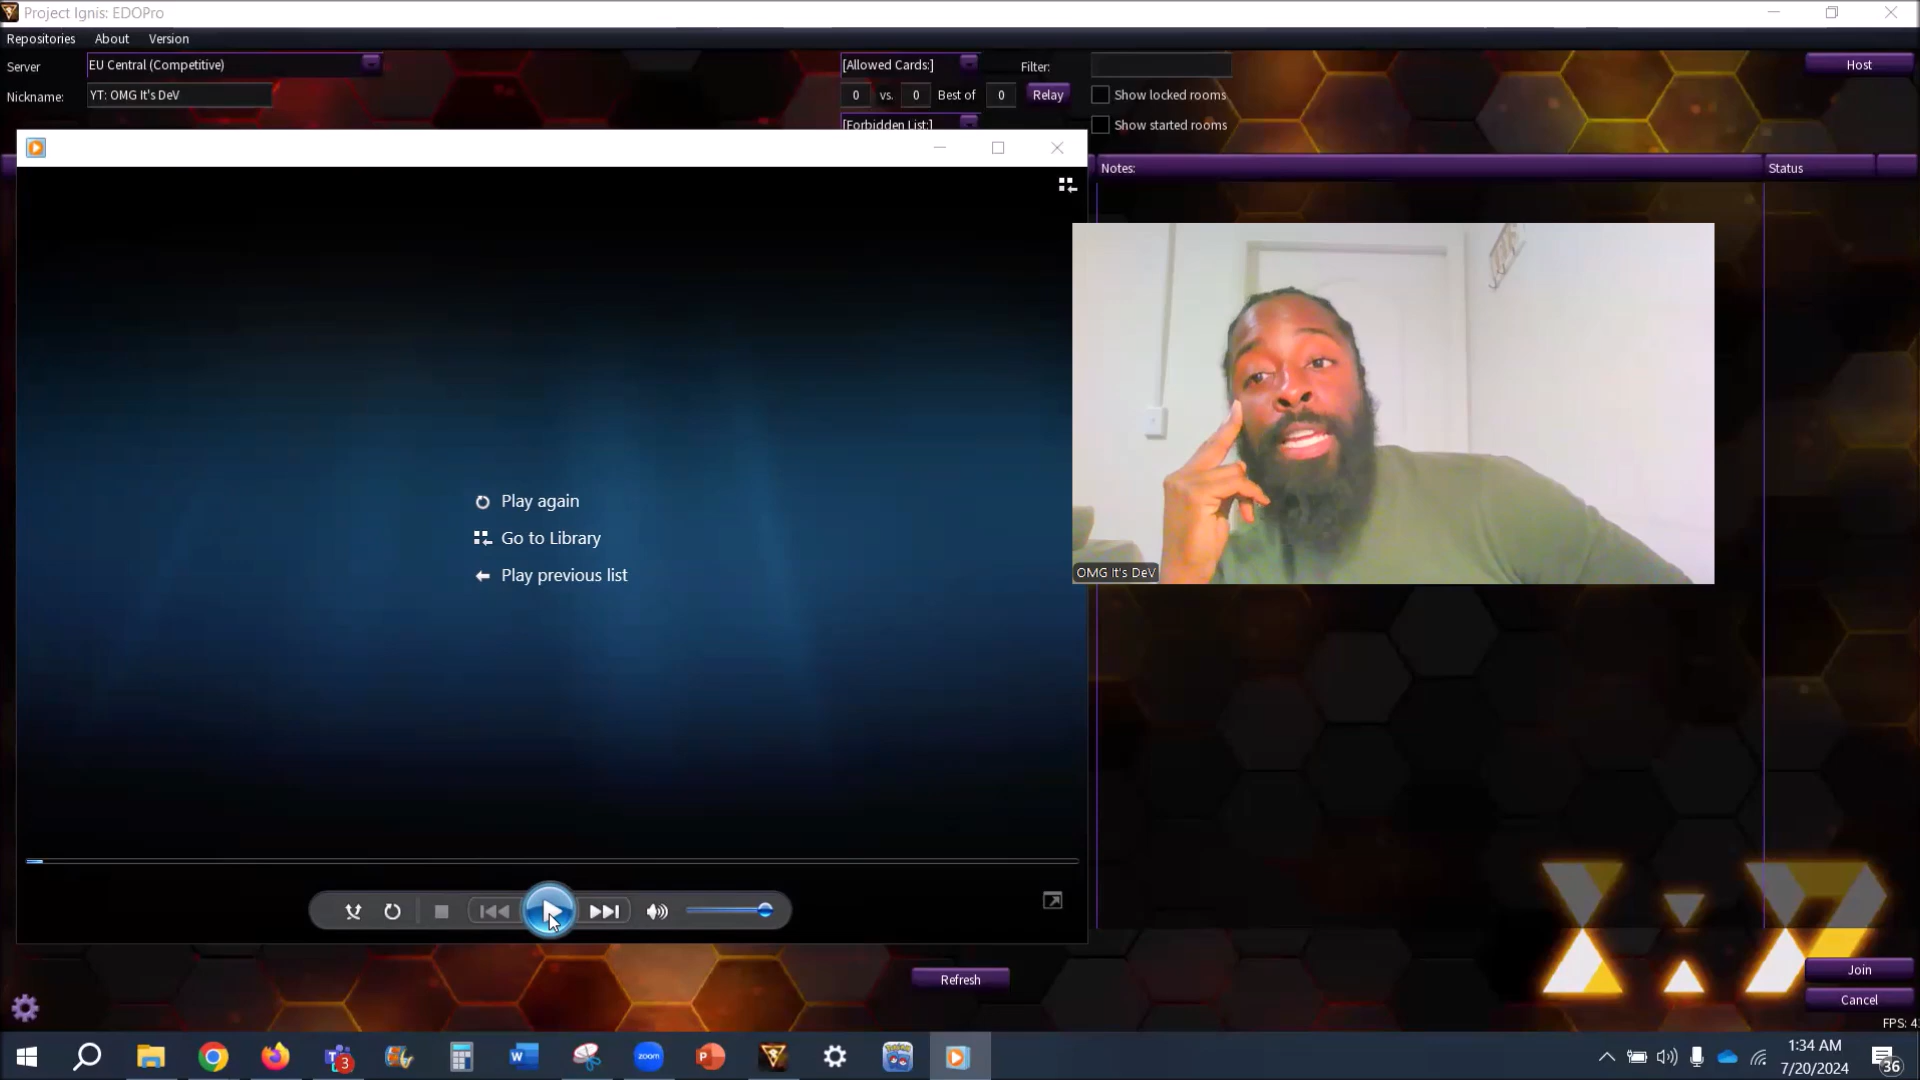 Project Ignis: EDOPro
Repositories About Version
Server EU Central (Competitive) [Allowed Cards:] Filter: Host
Nickname: YT: OMG It's DeV 0 vs. 0 Best of 0 Relay Show locked rooms
[Forbidden List:] Show started rooms
Notes: Status
Play again
Go to Library
Play previous list
OMG It's DeV
Refresh
Join
Cancel
FPS: 4
3 W zoom P 1:34 AM
7/20/2024
36